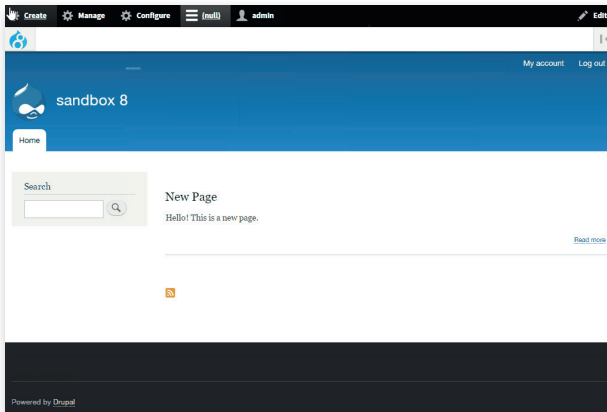 Create Manage Configure (null) admin Edit
My account Log out
sandbox 8
Home
Search
New Page
Hello! This is a new page.
Read more
Powered by Drupal